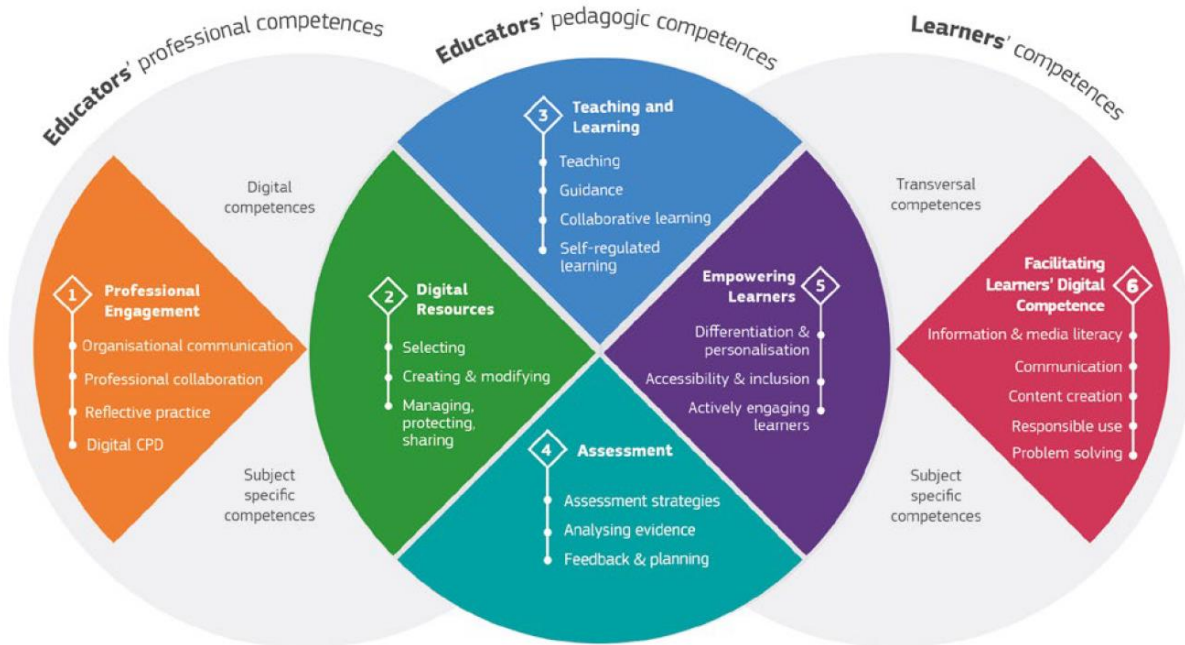 Educators' professional competences
Educators' pedagogic competences
Learners' competences
Digital
competences
Subject
specific
competences
1
Professional
Engagement
Organisational communication
Professional collaboration
Reflective practice
Digital CPD
2
Digital
Resources
Selecting
Creating & modifying
Managing,
protecting,
sharing
3
Teaching and
Learning
Teaching
Guidance
Collaborative learning
Self-regulated
learning
4
Assessment
Assessment strategies
Analysing evidence
Feedback & planning
Empowering
Learners
5
Differentiation &
personalisation
Accessibility & inclusion
Actively engaging
learners
Transversal
competences
Subject
specific
competences
Facilitating
Learners' Digital
Competence
6
Information & media literacy
Communication
Content creation
Responsible use
Problem solving